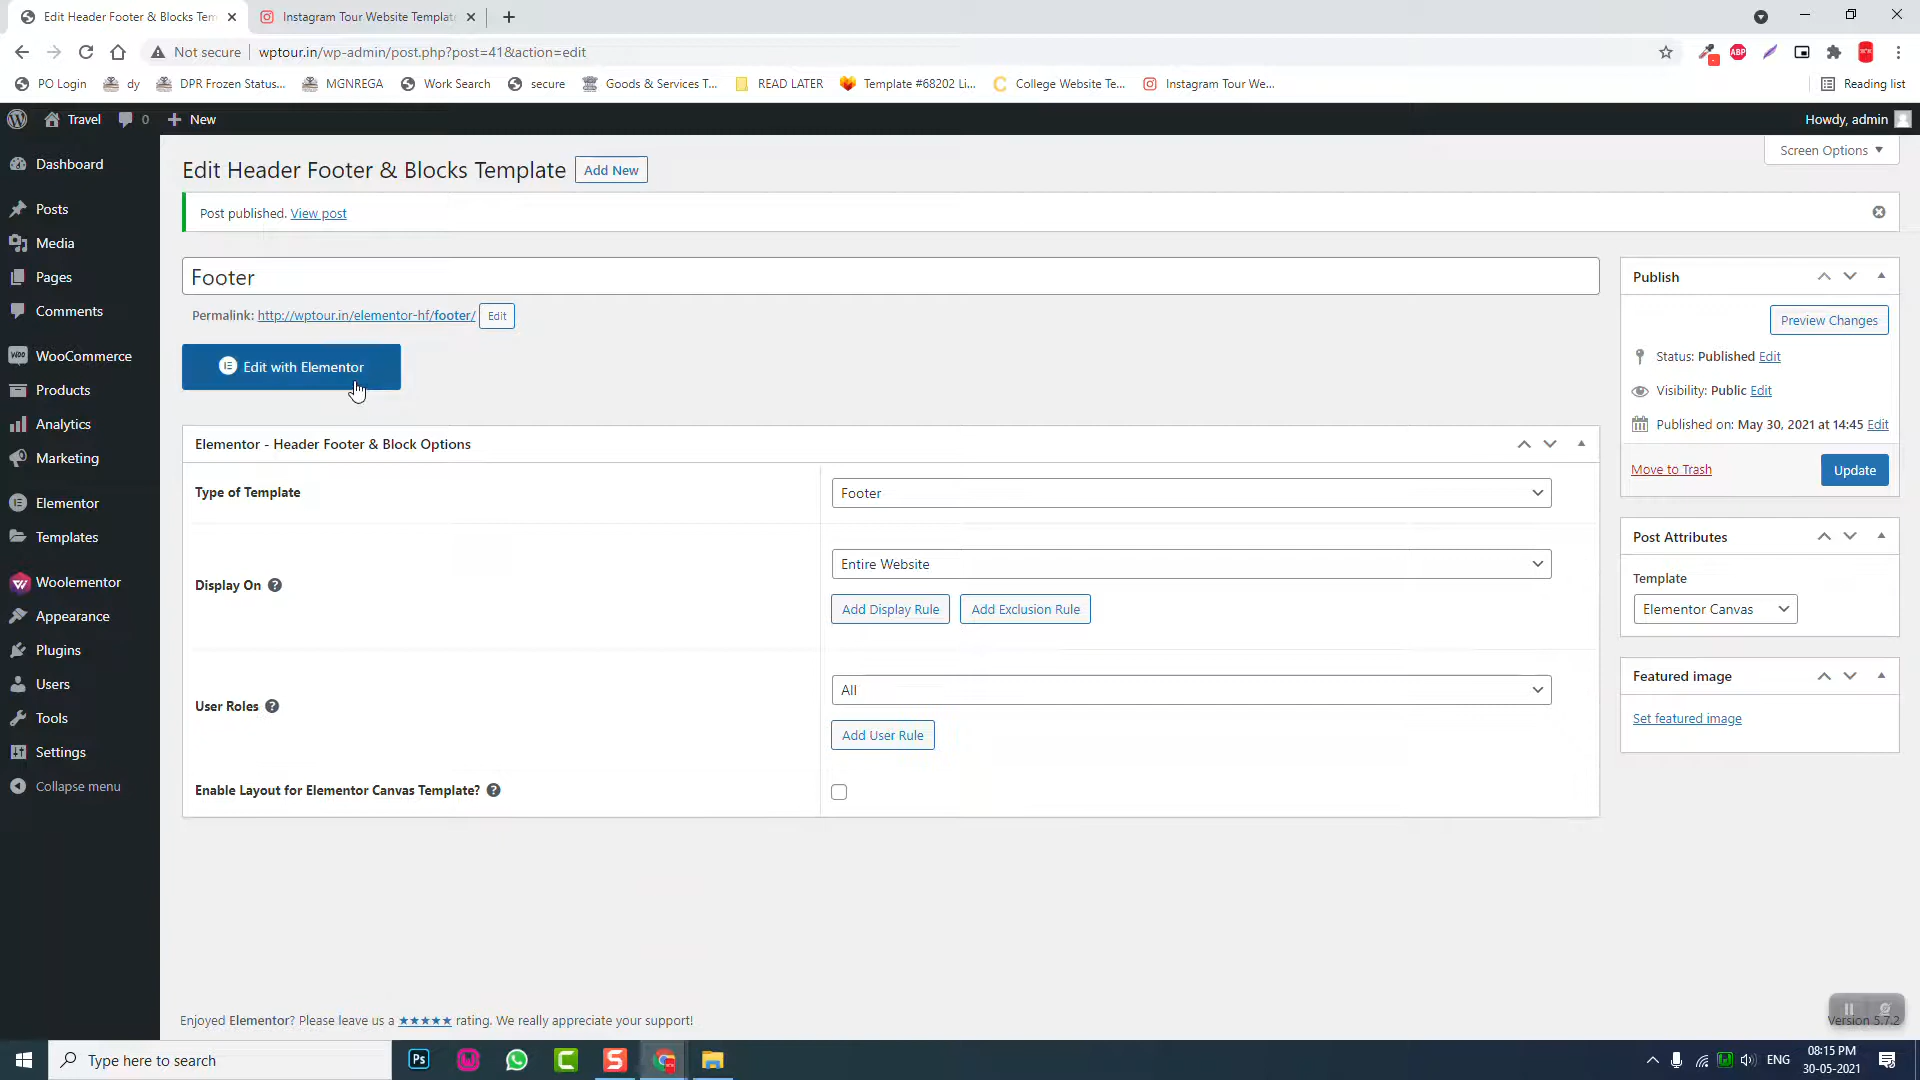 Edit Header Footer & Blocks Tem
Instagram Tour Website Template
Not secure
wptour.in/wp-admin/post.php?post=41&action=edit
PO Login
dy
DPR Frozen Status...
MGNREGA
Work Search
secure
Goods & Services T...
READ LATER
Template #68202 Li...
College Website Te...
Instagram Tour We...
Reading list
Travel
0
New
Howdy, admin
Screen Options
Dashboard
Posts
Media
Pages
Comments
WooCommerce
Products
Analytics
Marketing
Elementor
Templates
Woolementor
Appearance
Plugins
Users
Tools
Settings
Collapse menu
Edit Header Footer & Blocks Template
Add New
Post published. View post
Footer
Permalink: http://wptour.in/elementor-hf/footer/ Edit
Edit with Elementor
Elementor - Header Footer & Block Options
Type of Template
Footer
Display On
Entire Website
Add Display Rule
Add Exclusion Rule
User Roles
All
Add User Rule
Enable Layout for Elementor Canvas Template?
Publish
Preview Changes
Status: Published Edit
Visibility: Public Edit
Published on: May 30, 2021 at 14:45 Edit
Move to Trash
Update
Post Attributes
Template
Elementor Canvas
Featured image
Set featured image
Enjoyed Elementor? Please leave us a ★★★★★ rating. We really appreciate your support!
Version 5.7.2
Type here to search
Ps
ENG
08:15 PM
30-05-2021